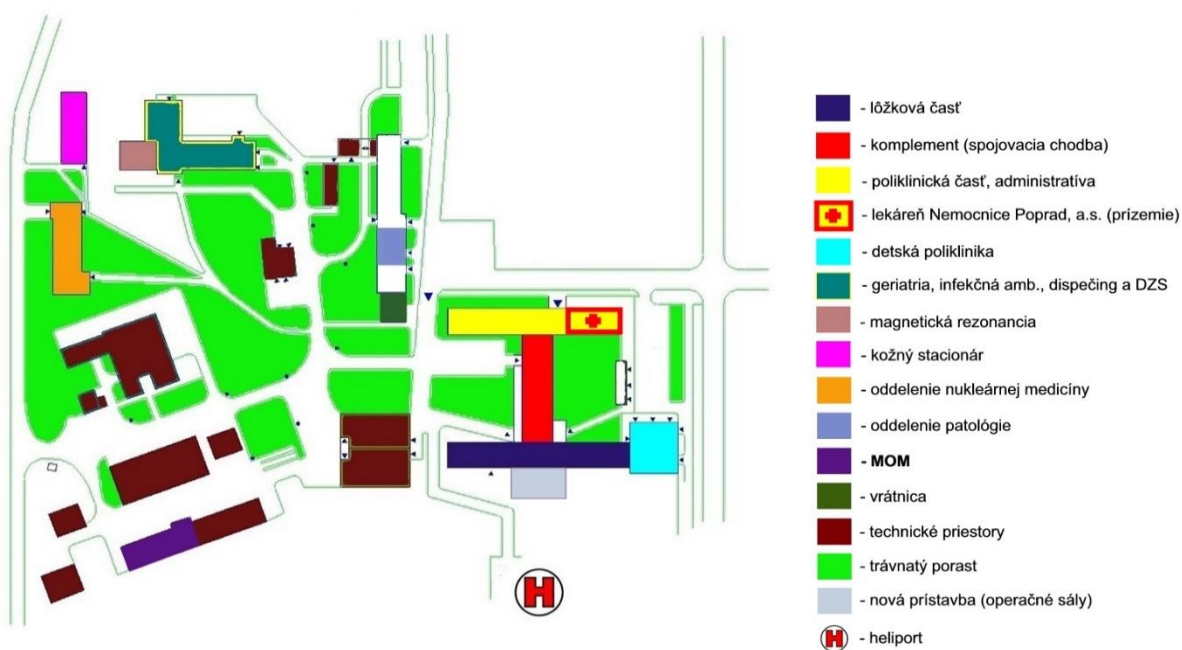 - lôžková časť
- komplement (spojovacia chodba)
- poliklinická časť, administratíva
- lekáreň Nemocnice Poprad, a.s. (prízemie)
- detská poliklinika
- geriatria, infekčná amb., dispečing a DZS
- magnetická rezonancia
- kožný stacionár
- oddelenie nukleárnej medicíny
- oddelenie patológie
- MOM
- vrátnica
- technické priestory
- trávnatý porast
- nová prístavba (operačné sály)
H
H - heliport